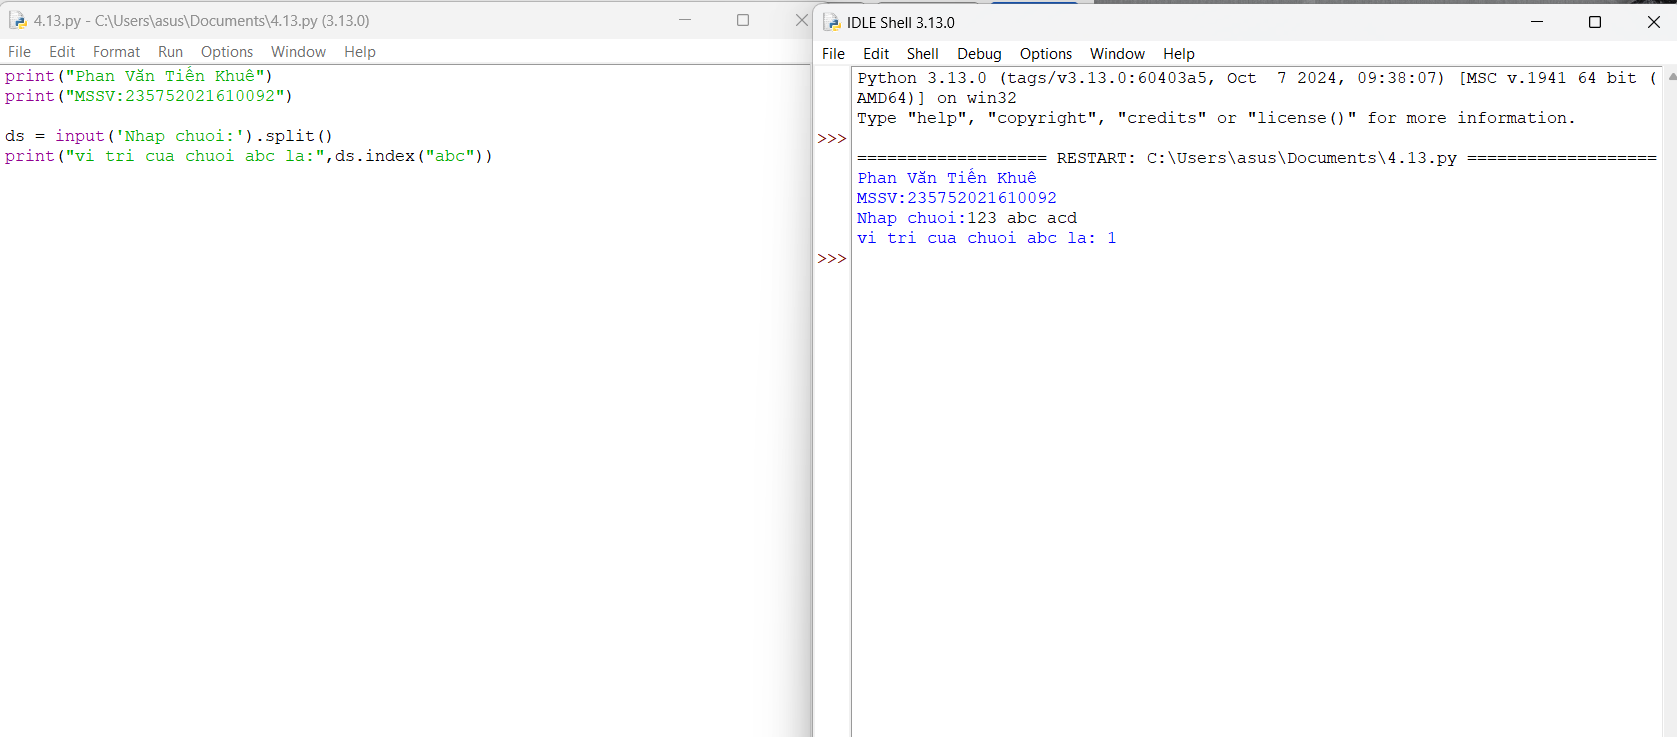 4.13.py - C:\Users\asus\Documents\4.13.py (3.13.0)
File Edit Format Run Options Window Help
print("Phan Văn Tiến Khuê")
print("MSSV:235752021610092")
ds = input('Nhap chuoi:').split()
print("vi tri cua chuoi abc la:",ds.index("abc"))
IDLE Shell 3.13.0
File Edit Shell Debug Options Window Help
Python 3.13.0 (tags/v3.13.0:60403a5, Oct  7 2024, 09:38:07) [MSC v.1941 64 bit (
AMD64)] on win32
Type "help", "copyright", "credits" or "license()" for more information.
>>>
=================== RESTART: C:\Users\asus\Documents\4.13.py ===================
Phan Văn Tiến Khuê
MSSV:235752021610092
Nhap chuoi:123 abc acd
vi tri cua chuoi abc la: 1
>>>